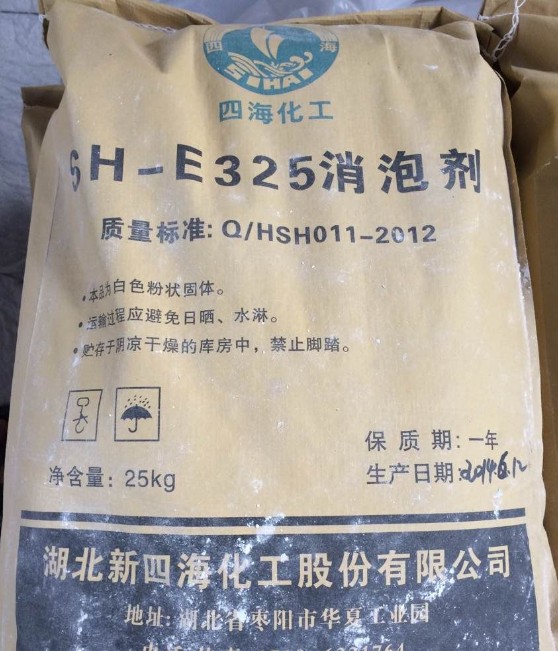 四 海
SIHAI
四海化工
SH-E325消泡剂
质量标准: Q/HSH011-2012
·本品为白色粉状固体。
·运输过程应避免日晒、水淋。
·贮存于阴凉干燥的库房中，禁止脚踏。
保质期: 一年
净含量: 25kg
生产日期: 2014.6.12
湖北新四海化工股份有限公司
地址: 湖北省枣阳市华夏工业园